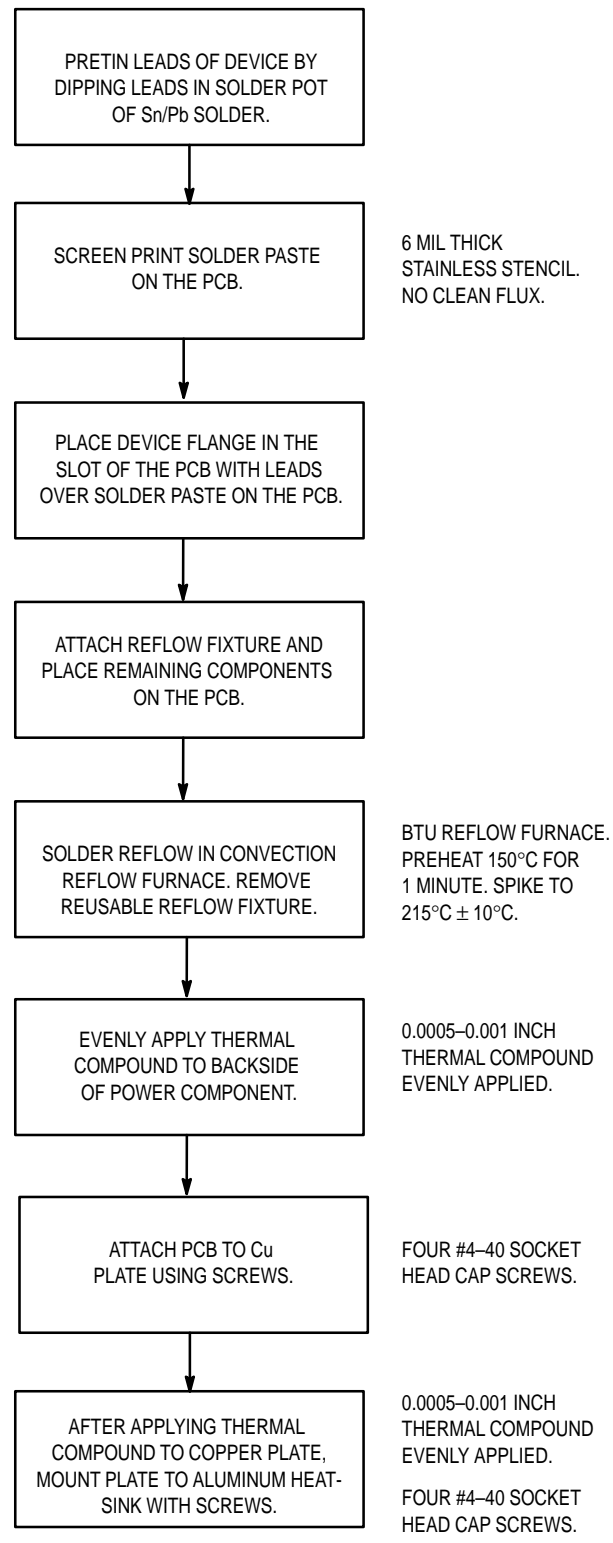 PRETIN LEADS OF DEVICE BY
DIPPING LEADS IN SOLDER POT
OF Sn/Pb SOLDER.
SCREEN PRINT SOLDER PASTE
ON THE PCB.
6 MIL THICK
STAINLESS STENCIL.
NO CLEAN FLUX.
PLACE DEVICE FLANGE IN THE
SLOT OF THE PCB WITH LEADS
OVER SOLDER PASTE ON THE PCB.
ATTACH REFLOW FIXTURE AND
PLACE REMAINING COMPONENTS
ON THE PCB.
SOLDER REFLOW IN CONVECTION
REFLOW FURNACE. REMOVE
REUSABLE REFLOW FIXTURE.
BTU REFLOW FURNACE.
PREHEAT 150°C FOR
1 MINUTE. SPIKE TO
215°C ± 10°C.
EVENLY APPLY THERMAL
COMPOUND TO BACKSIDE
OF POWER COMPONENT.
0.0005–0.001 INCH
THERMAL COMPOUND
EVENLY APPLIED.
ATTACH PCB TO Cu
PLATE USING SCREWS.
FOUR #4–40 SOCKET
HEAD CAP SCREWS.
AFTER APPLYING THERMAL
COMPOUND TO COPPER PLATE,
MOUNT PLATE TO ALUMINUM HEAT-
SINK WITH SCREWS.
0.0005–0.001 INCH
THERMAL COMPOUND
EVENLY APPLIED.
FOUR #4–40 SOCKET
HEAD CAP SCREWS.